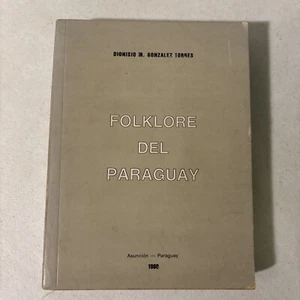 DIONISIO M. GONZALEZ TORRES
FOLKLORE
DEL
PARAGUAY
Asunción — Paraguay
1980